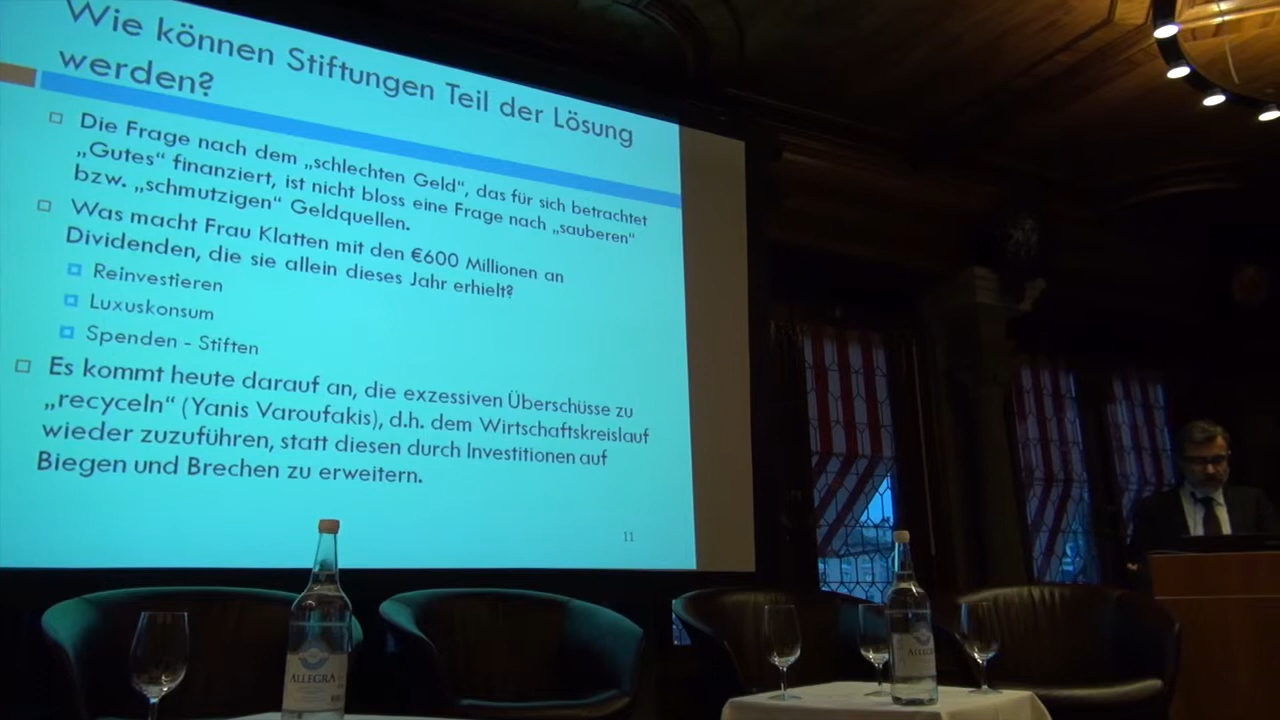 Wie können Stiftungen Teil der Lösung
werden?
Die Frage nach dem „schlechten Geld“, das für sich betrachtet
„Gutes“ finanziert, ist nicht bloss eine Frage nach „sauberen“
bzw. „schmutzigen“ Geldquellen.
Was macht Frau Klatten mit den €600 Millionen an
Dividenden, die sie allein dieses Jahr erhielt?
Reinvestieren
Luxuskonsum
Spenden - Stiften
Es kommt heute darauf an, die exzessiven Überschüsse zu
„recyceln“ (Yanis Varoufakis), d.h. dem Wirtschaftskreislauf
wieder zuzuführen, statt diesen durch Investitionen auf
Biegen und Brechen zu erweitern.
11
ALLEGRA
ALLEGRA